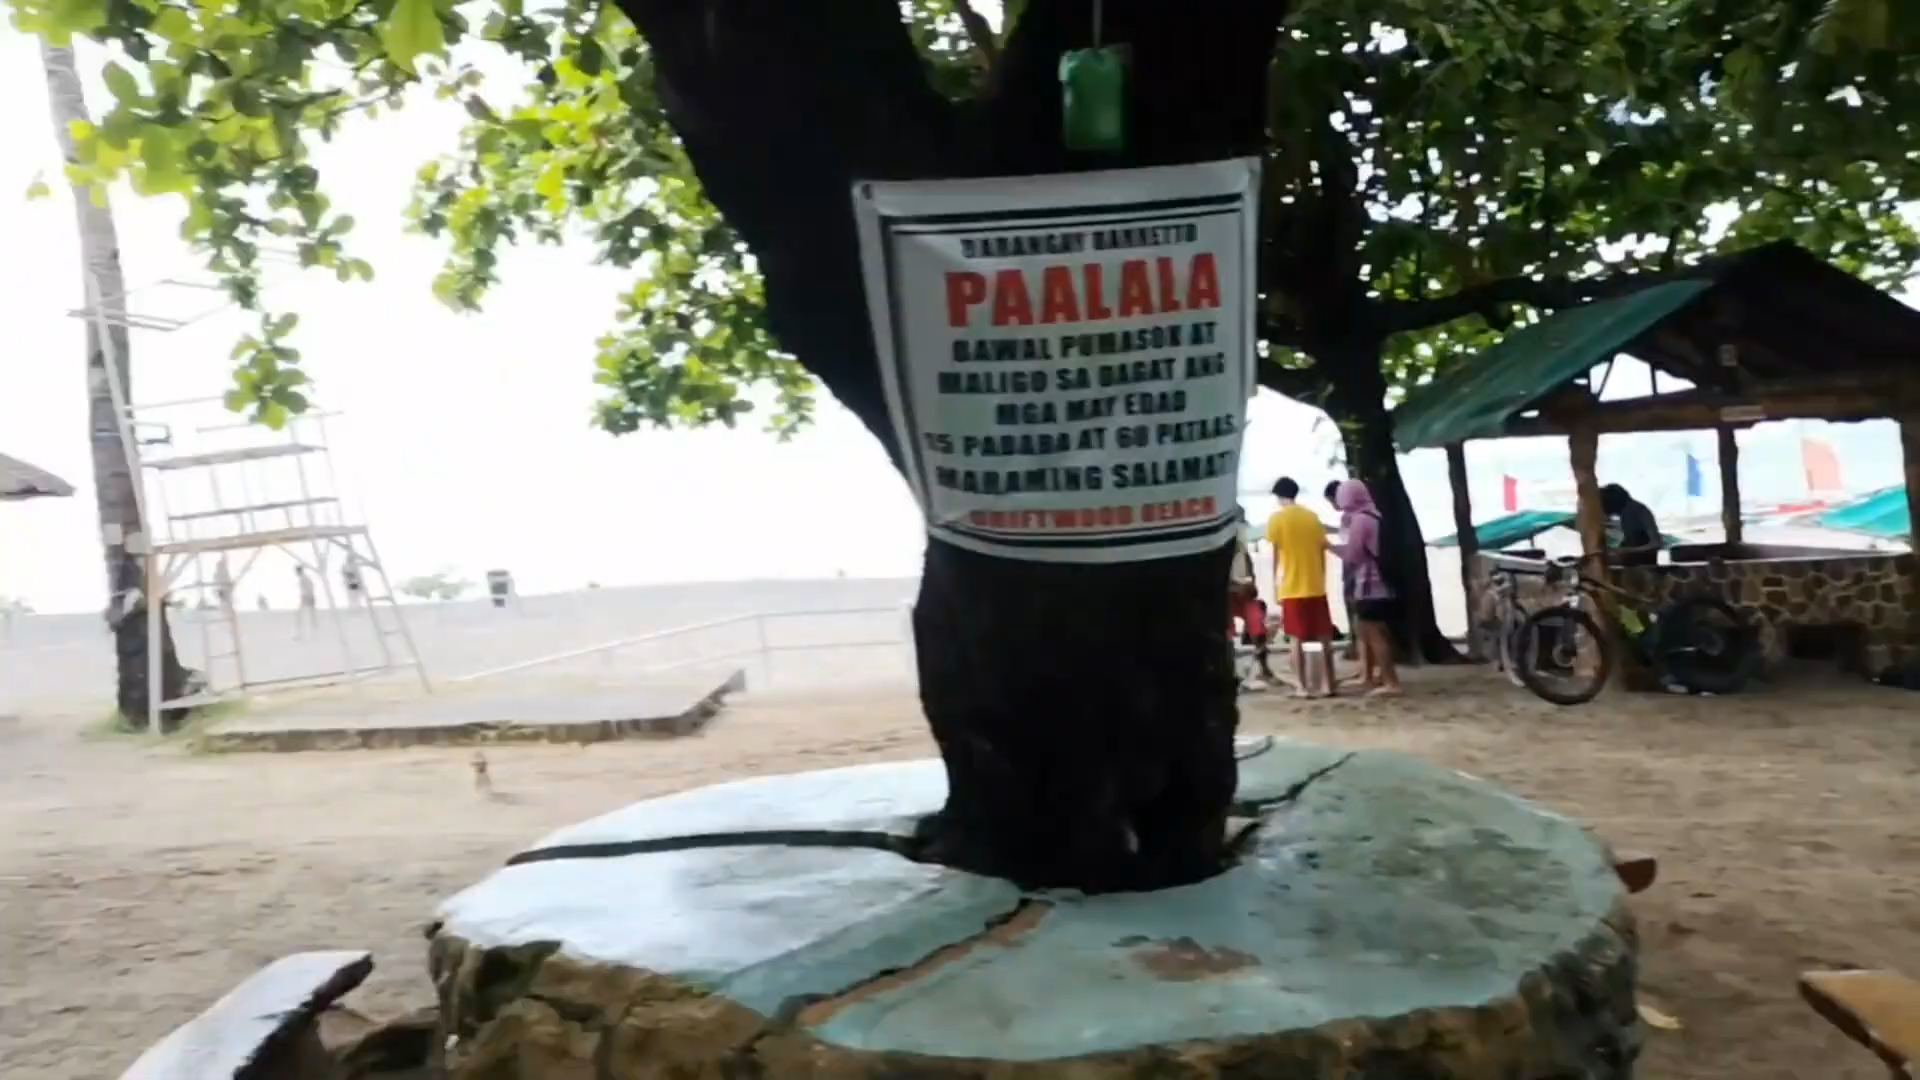 BARANGAY BARRETTO
PAALALA
BAWAL PUMASOK AT
MALIGO SA DAGAT ANG
MGA MAY EDAD
15 PABABA AT 60 PATAAS.
MARAMING SALAMAT!
DRIFTWOOD BEACH